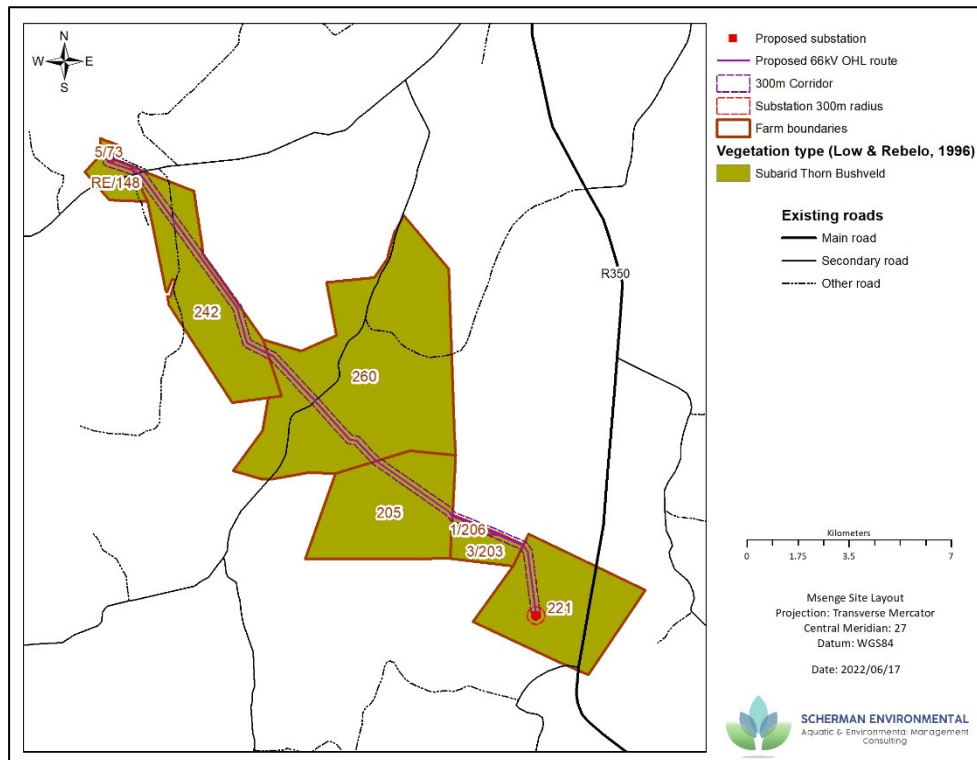 N
W E
S
Proposed substation
Proposed 66kV OHL route
300m Corridor
Substation 300m radius
Farm boundaries
Vegetation type (Low & Rebelo, 1996)
Subarid Thorn Bushveld
Existing roads
Main road
Secondary road
Other road
5/73
RE/148
R350
242
260
205
1/206
3/203
221
Kilometers
0 1.75 3.5 7
Msenge Site Layout
Projection: Transverse Mercator
Central Meridian: 27
Datum: WGS84
Date: 2022/06/17
SCHERMAN ENVIRONMENTAL
Aquatic & Environmental Management
Consulting